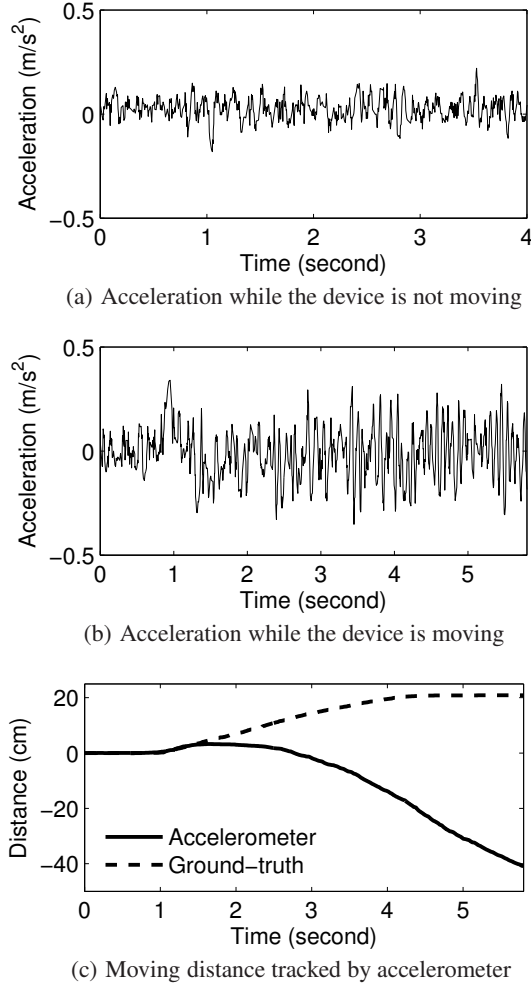 0.5
0
−0.5
Acceleration (m/s²)
0 1 2 3 4
Time (second)
(a) Acceleration while the device is not moving
0.5
0
−0.5
Acceleration (m/s²)
0 1 2 3 4 5
Time (second)
(b) Acceleration while the device is moving
20
0
−20
−40
Distance (cm)
Accelerometer
Ground−truth
0 1 2 3 4 5
Time (second)
(c) Moving distance tracked by accelerometer